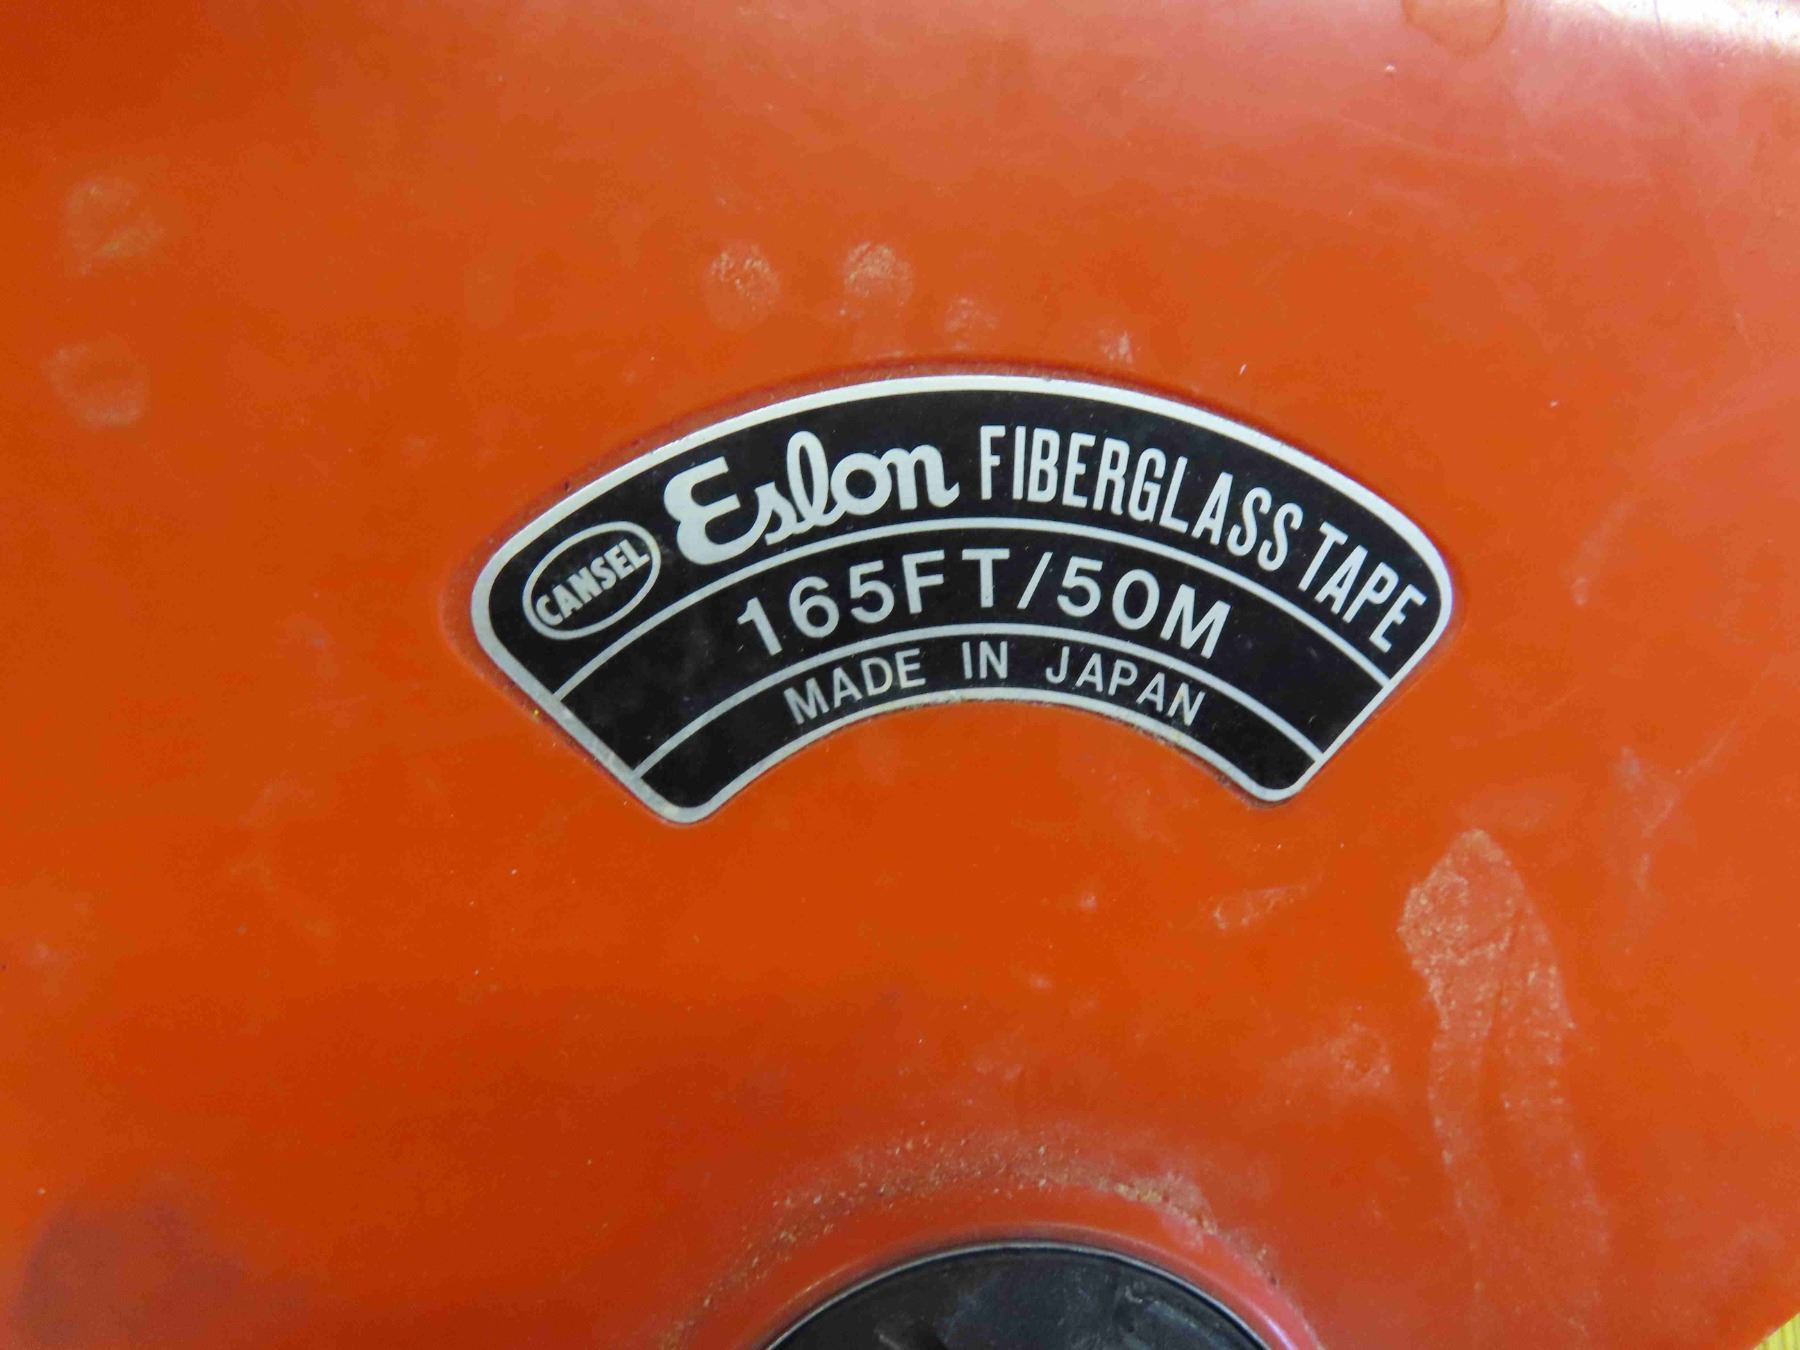 CANSEL Eslon FIBERGLASS TAPE
165FT/50M
MADE IN JAPAN